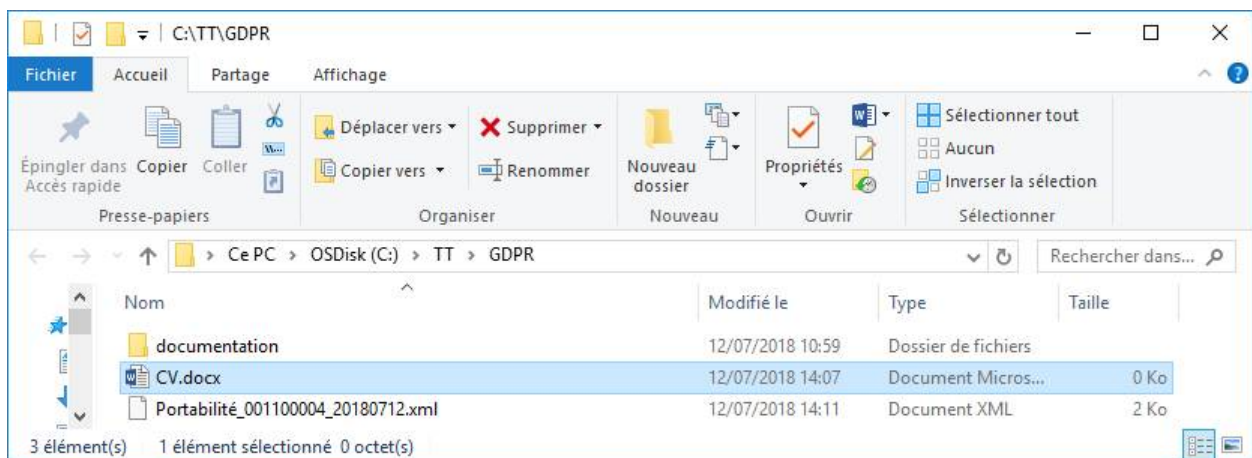 C:\TT\GDPR
Fichier Accueil Partage Affichage
Épingler dans Accès rapide
Copier
Coller
Déplacer vers
Copier vers
Supprimer
Renommer
Nouveau dossier
Propriétés
Sélectionner tout
Aucun
Inverser la sélection
Presse-papiers Organiser Nouveau Ouvrir Sélectionner
Ce PC > OSDisk (C:) > TT > GDPR
Rechercher dans...
Nom Modifié le Type Taille
documentation 12/07/2018 10:59 Dossier de fichiers
CV.docx 12/07/2018 14:07 Document Micros... 0 Ko
Portabilité_001100004_20180712.xml 12/07/2018 14:11 Document XML 2 Ko
3 élément(s) 1 élément sélectionné 0 octet(s)